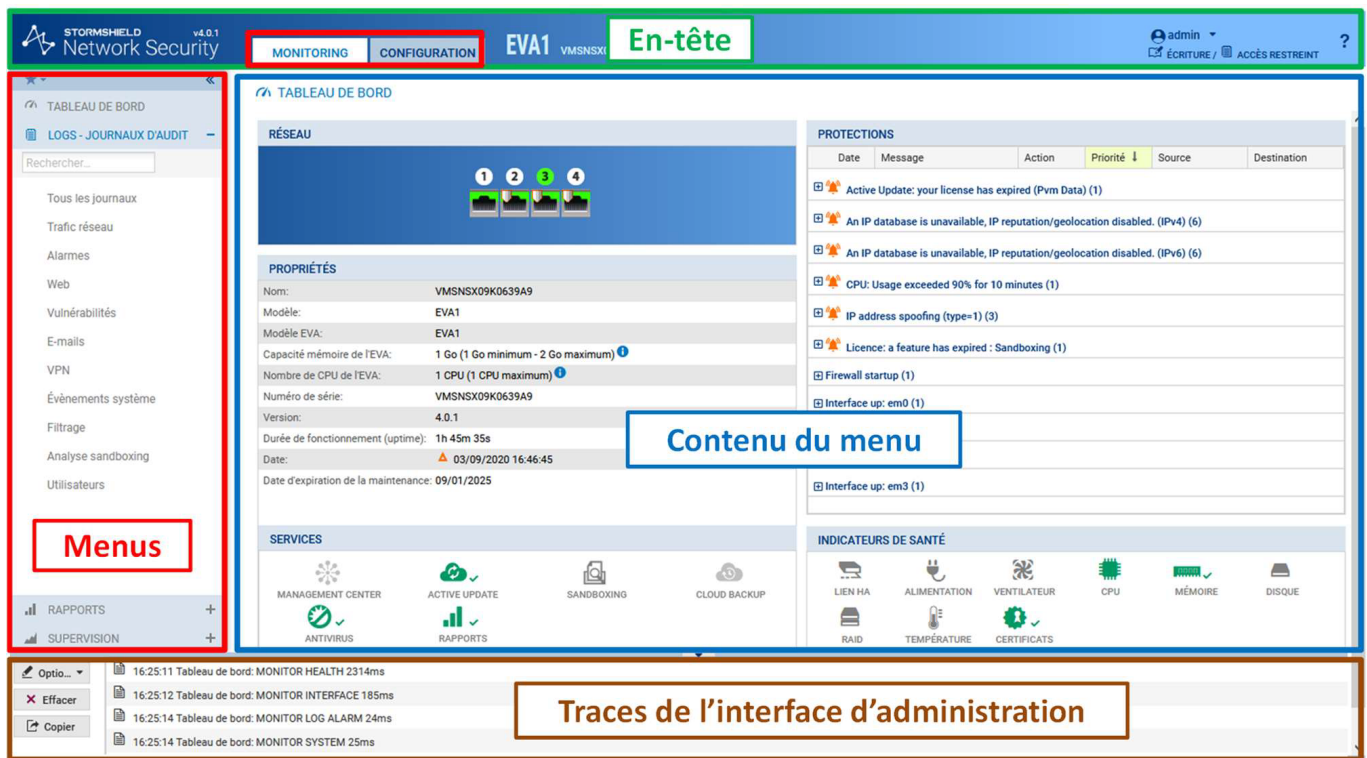 STORMSHIELD v4.0.1
Network Security
MONITORING CONFIGURATION EVA1
En-tête
admin
ÉCRITURE / ACCÈS RESTREINT ?
TABLEAU DE BORD
LOGS - JOURNAUX D'AUDIT
Rechercher...
Tous les journaux
Trafic réseau
Alarmes
Web
Vulnérabilités
E-mails
VPN
Évènements système
Filtrage
Analyse sandboxing
Utilisateurs
Menus
RAPPORTS
SUPERVISION
TABLEAU DE BORD
RÉSEAU
1 2 3 4
PROPRIÉTÉS
Nom: VMSNSX09K0639A9
Modèle: EVA1
Modèle EVA: EVA1
Capacité mémoire de l'EVA: 1 Go (1 Go minimum - 2 Go maximum)
Nombre de CPU de l'EVA: 1 CPU (1 CPU maximum)
Numéro de série: VMSNSX09K0639A9
Version: 4.0.1
Durée de fonctionnement (uptime): 1h 45m 35s
Date: 03/09/2020 16:46:45
Date d'expiration de la maintenance: 09/01/2025
SERVICES
MANAGEMENT CENTER ACTIVE UPDATE SANDBOXING CLOUD BACKUP
ANTIVIRUS RAPPORTS
PROTECTIONS
Date Message Action Priorité Source Destination
Active Update: your license has expired (Pvm Data) (1)
An IP database is unavailable, IP reputation/geolocation disabled. (IPv4) (6)
An IP database is unavailable, IP reputation/geolocation disabled. (IPv6) (6)
CPU: Usage exceeded 90% for 10 minutes (1)
IP address spoofing (type=1) (3)
Licence: a feature has expired : Sandboxing (1)
Firewall startup (1)
Interface up: em0 (1)
Contenu du menu
Interface up: em3 (1)
INDICATEURS DE SANTÉ
LIEN HA ALIMENTATION VENTILATEUR CPU MÉMOIRE DISQUE
RAID TEMPÉRATURE CERTIFICATS
Optio...
Effacer
Copier
16:25:11 Tableau de bord: MONITOR HEALTH 2314ms
16:25:12 Tableau de bord: MONITOR INTERFACE 185ms
16:25:14 Tableau de bord: MONITOR LOG ALARM 24ms
16:25:14 Tableau de bord: MONITOR SYSTEM 25ms
Traces de l'interface d'administration